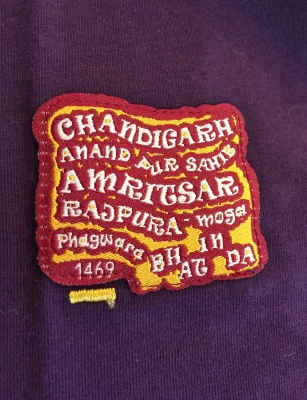 CHANDIGARH
ANAND PUR SAHIB
AMRITSAR
RAJPURA - moga
Phagwara BH IN
AT DA
1469